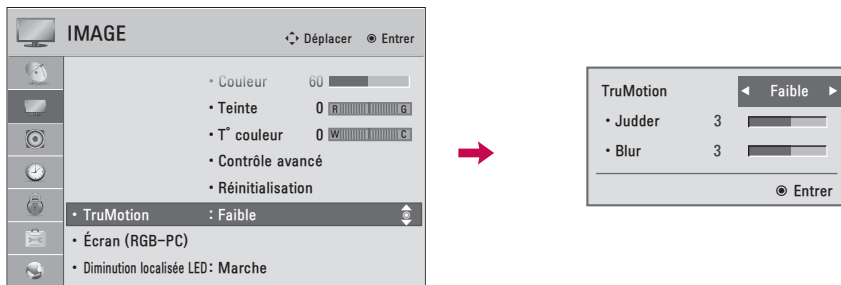 IMAGE
Déplacer Entrer
• Couleur 60
• Teinte 0 R G
• T° couleur 0 W C
• Contrôle avancé
• Réinitialisation
• TruMotion : Faible
• Écran (RGB-PC)
• Diminution localisée LED: Marche
TruMotion ◄ Faible ►
• Judder 3
• Blur 3
Entrer